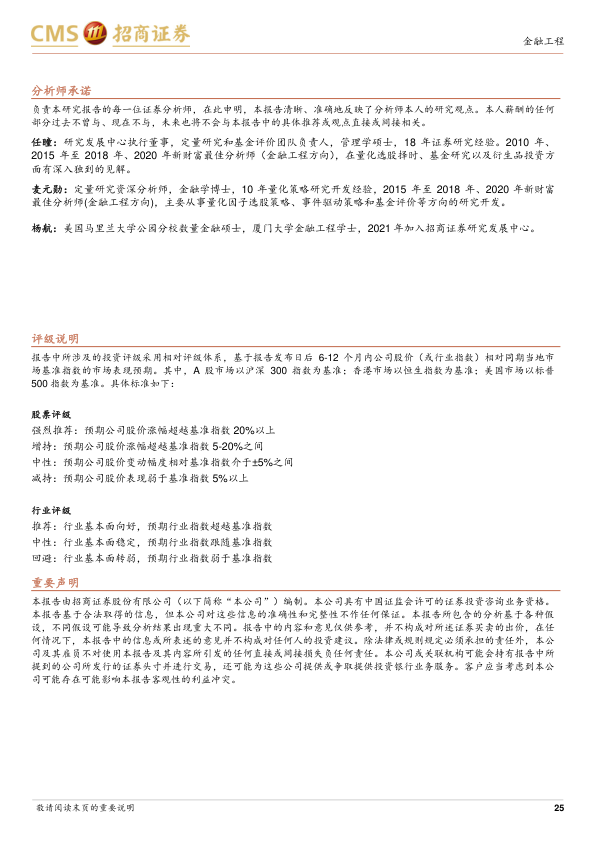 CMS 招商证券
金融工程
分析师承诺
负责本研究报告的每一位证券分析师，在此申明，本报告清晰、准确地反映了分析师本人的研究观点。本人薪酬的任何
部分过去不曾与、现在不与，未来也将不会与本报告中的具体推荐或观点直接或间接相关。
任瞳：研究发展中心执行董事，定量研究和基金评价团队负责人，管理学硕士，18 年证券研究经验。2010 年、
2015 年至 2018 年、2020 年新财富最佳分析师（金融工程方向），在量化选股择时、基金研究以及衍生品投资方
面有深入独到的见解。
麦元勋：定量研究资深分析师，金融学博士，10 年量化策略研究开发经验，2015 年至 2018 年、2020 年新财富
最佳分析师(金融工程方向)，主要从事量化因子选股策略、事件驱动策略和基金评价等方向的研究开发。
杨航：美国马里兰大学公园分校数量金融硕士，厦门大学金融工程学士，2021 年加入招商证券研究发展中心。
评级说明
报告中所涉及的投资评级采用相对评级体系，基于报告发布日后 6-12 个月内公司股价（或行业指数）相对同期当地市
场基准指数的市场表现预期。其中，A 股市场以沪深 300 指数为基准；香港市场以恒生指数为基准；美国市场以标普
500 指数为基准。具体标准如下：
股票评级
强烈推荐：预期公司股价涨幅超越基准指数 20%以上
增持：预期公司股价涨幅超越基准指数 5-20%之间
中性：预期公司股价变动幅度相对基准指数介于±5%之间
减持：预期公司股价表现弱于基准指数 5%以上
行业评级
推荐：行业基本面向好，预期行业指数超越基准指数
中性：行业基本面稳定，预期行业指数跟随基准指数
回避：行业基本面转弱，预期行业指数弱于基准指数
重要声明
本报告由招商证券股份有限公司（以下简称“本公司”）编制。本公司具有中国证监会许可的证券投资咨询业务资格。
本报告基于合法取得的信息，但本公司对这些信息的准确性和完整性不作任何保证。本报告所包含的分析基于各种假
设，不同假设可能导致分析结果出现重大不同。报告中的内容和意见仅供参考，并不构成对所述证券买卖的出价，在任
何情况下，本报告中的信息或所表述的意见并不构成对任何人的投资建议。除法律或规则规定必须承担的责任外，本公
司及其雇员不对使用本报告及其内容所引发的任何直接或间接损失负任何责任。本公司或关联机构可能会持有报告中所
提到的公司所发行的证券头寸并进行交易，还可能为这些公司提供或争取提供投资银行业务服务。客户应当考虑到本公
司可能存在可能影响本报告客观性的利益冲突。
敬请阅读末页的重要说明
25